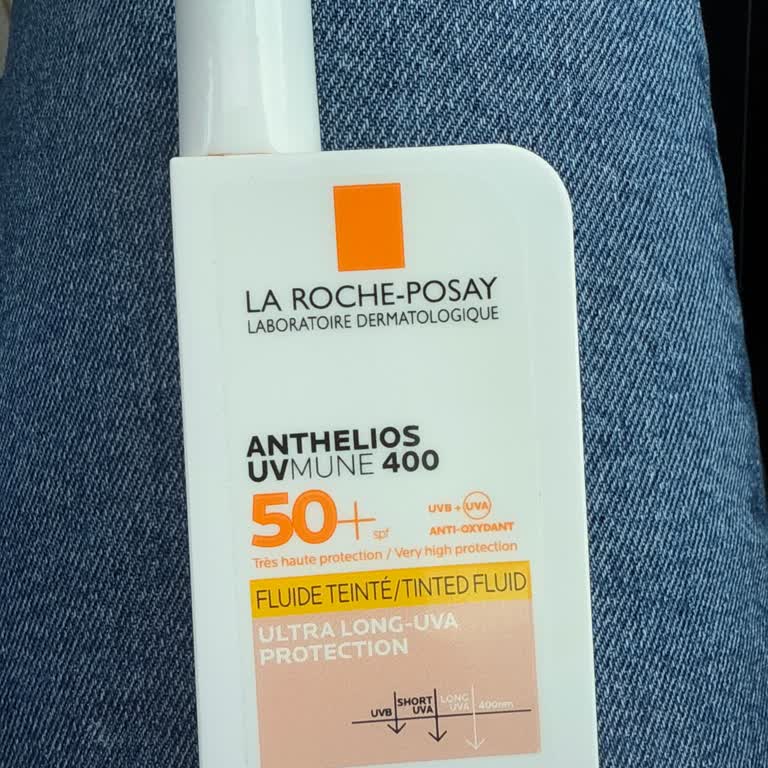 LA ROCHE-POSAY
LABORATOIRE DERMATOLOGIQUE
ANTHELIOS
UVMUNE 400
50+ spf
UVB + UVA
ANTI-OXYDANT
Très haute protection / Very high protection
FLUIDE TEINTÉ/TINTED FLUID
ULTRA LONG-UVA
PROTECTION
UVB
SHORT
UVA
LONG
UVA
400nm